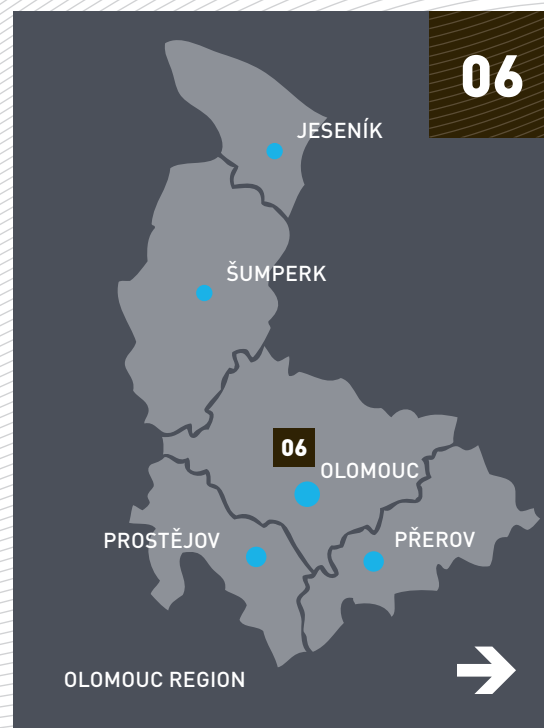 06
JESENÍK
ŠUMPERK
06
OLOMOUC
PROSTĚJOV
PŘEROV
OLOMOUC REGION